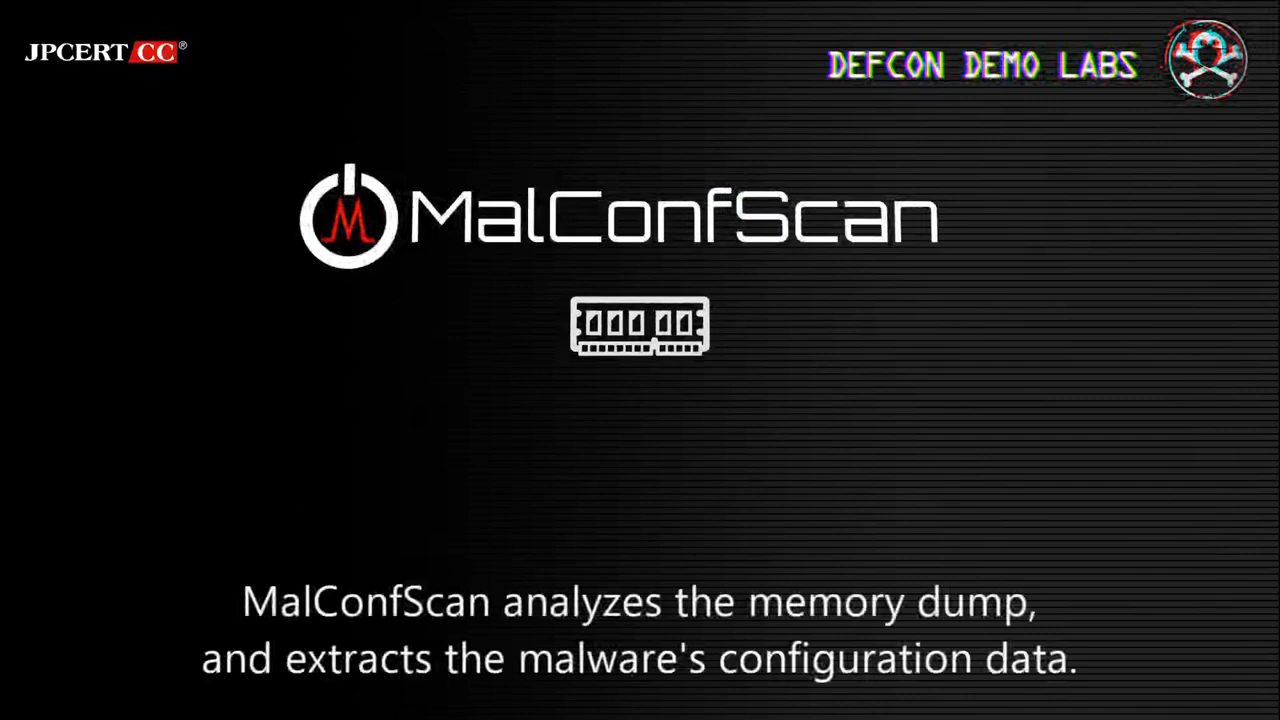 JPCERT CC®
DEFCON DEMO LABS
M MalConfScan
MalConfScan analyzes the memory dump,
and extracts the malware's configuration data.